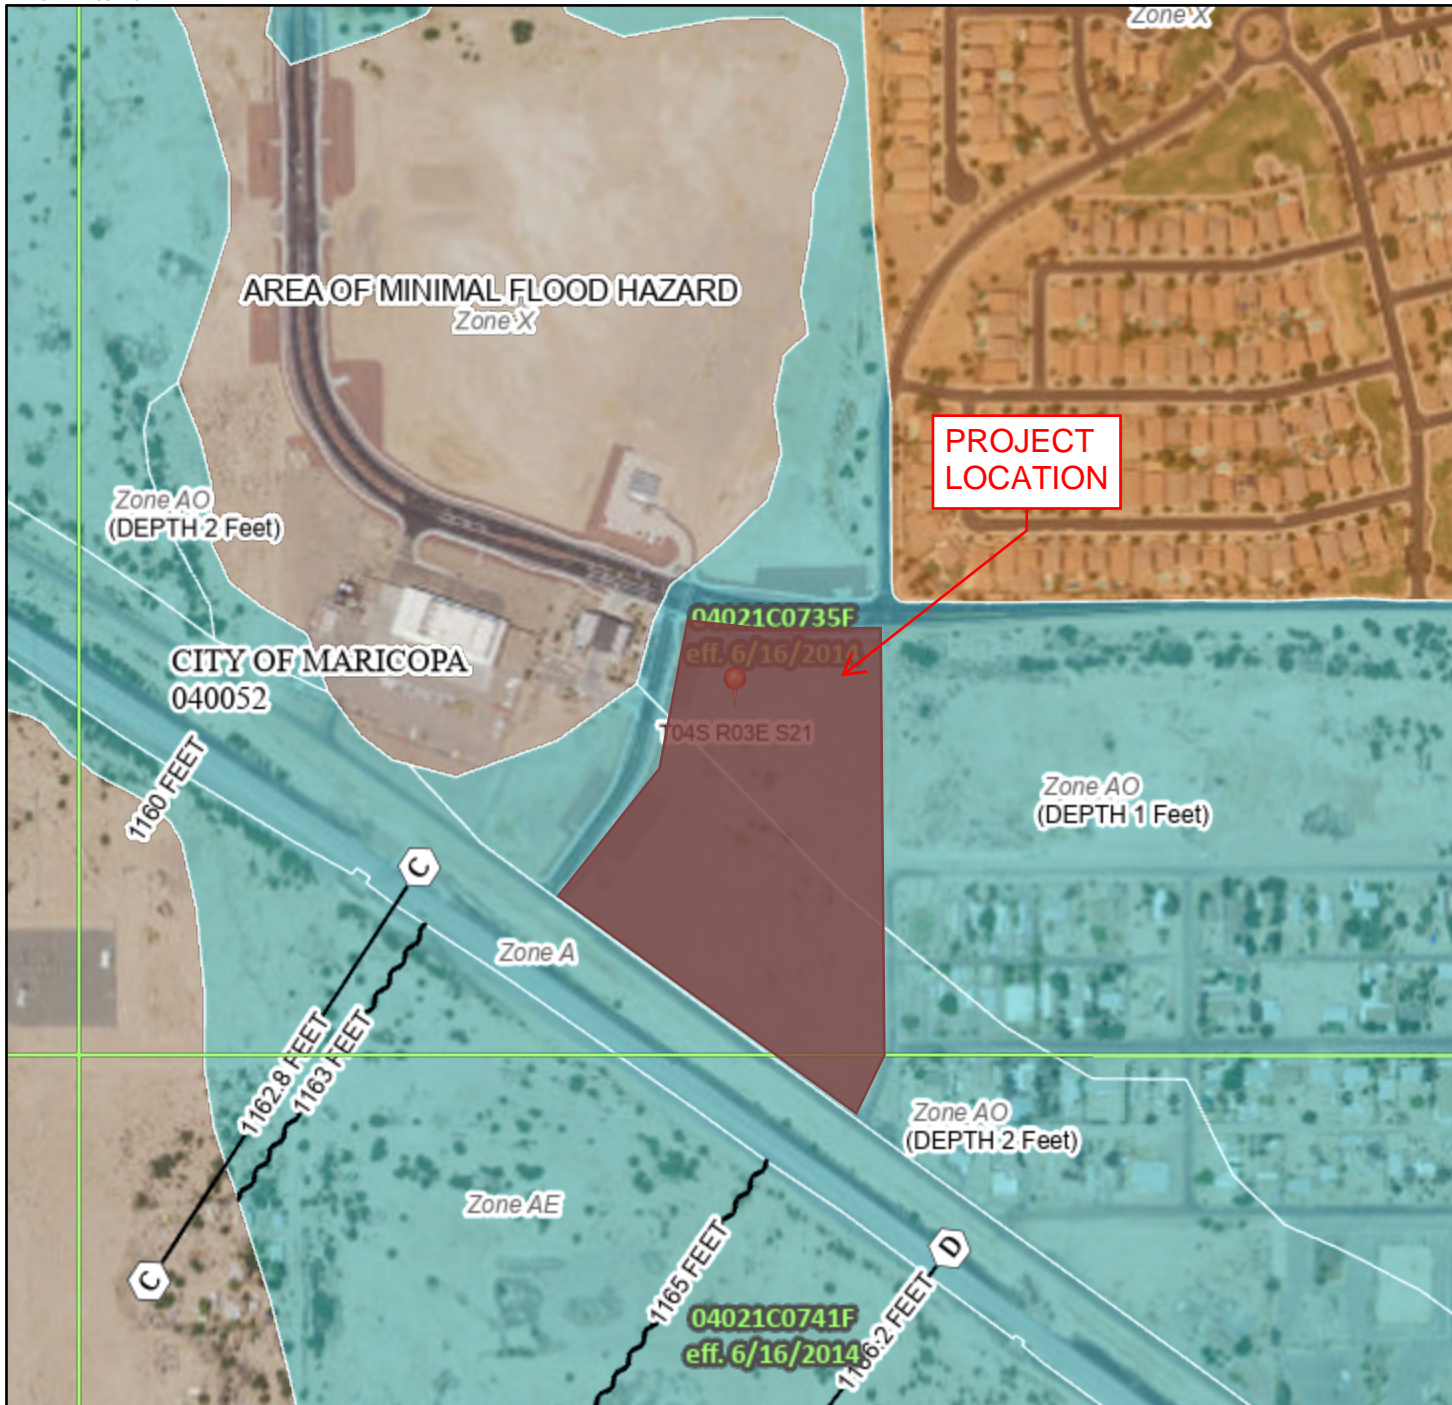 Zone X
AREA OF MINIMAL FLOOD HAZARD
Zone X
PROJECT
LOCATION
Zone AO
(DEPTH 2 Feet)
04021C0735F
eff. 6/16/2014
CITY OF MARICOPA
040052
T04S R03E S21
1160 FEET
Zone AO
(DEPTH 1 Feet)
C
Zone A
1162.8 FEET
1163 FEET
Zone AO
(DEPTH 2 Feet)
Zone AE
D
C
1165 FEET
1166.2 FEET
04021C0741F
eff. 6/16/2014